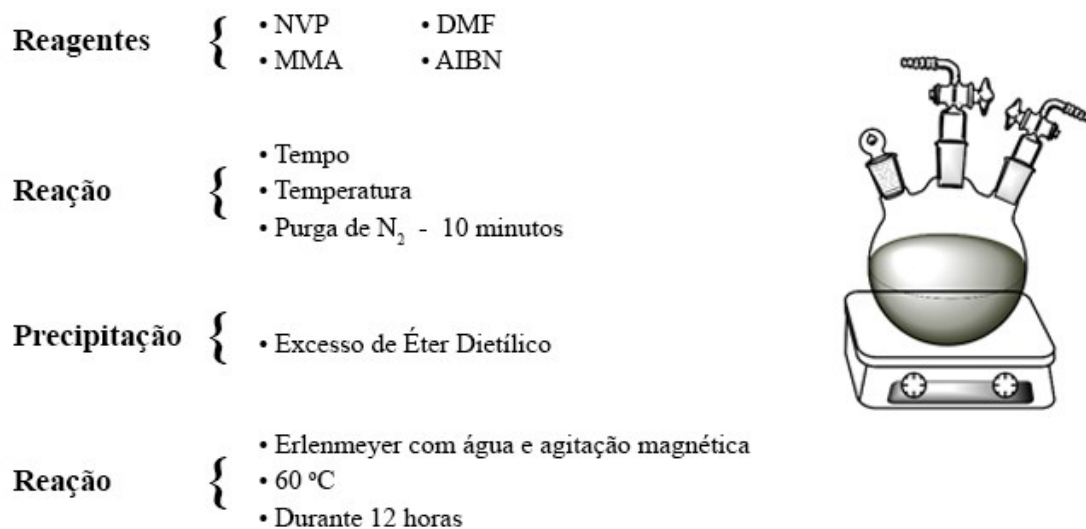 Reagentes { • NVP • DMF
• MMA • AIBN
Reação { • Tempo
• Temperatura
• Purga de N₂ - 10 minutos
Precipitação { • Excesso de Éter Dietílico
Reação { • Erlenmeyer com água e agitação magnética
• 60 ºC
• Durante 12 horas